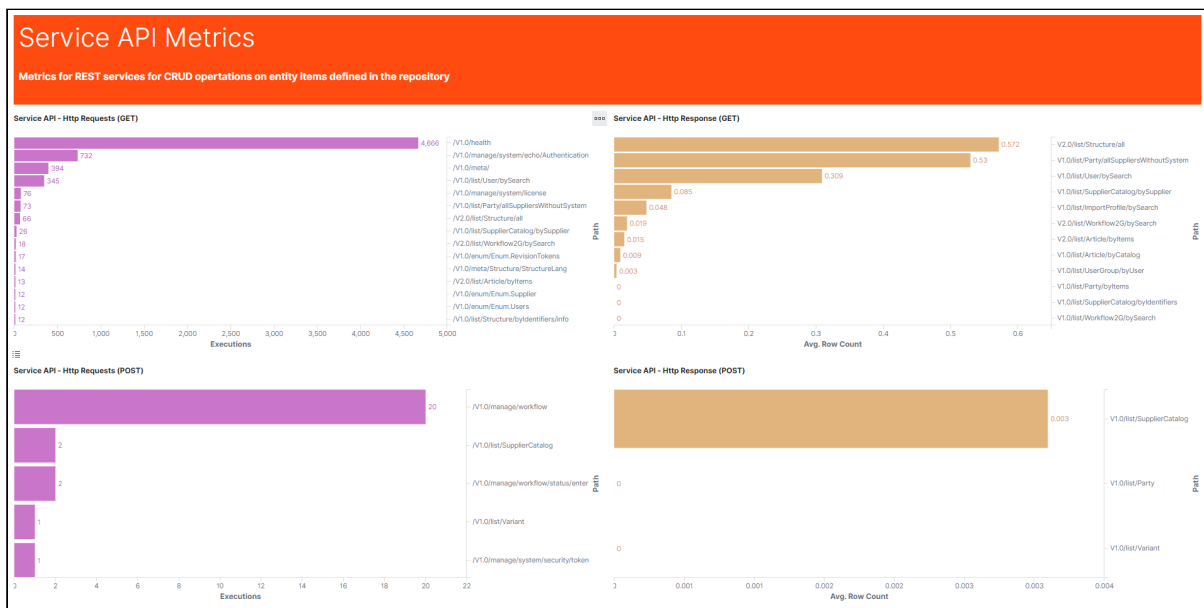 Service API Metrics
Metrics for REST services for CRUD opertations on entity items defined in the repository
Service API - Http Requests (GET)
4,666 /V1.0/health
732 /V1.0/manage/system/echo/Authentication
394 /V1.0/meta/
345 /V1.0/list/User/bySearch
76 /V1.0/manage/system/license
73 /V1.0/list/Party/allSuppliersWithoutSystem
66 /V2.0/list/Structure/all
28 /V1.0/list/SupplierCatalog/bySupplier
18 /V2.0/list/Workflow2G/bySearch
17 /V1.0/enum/Enum.RevisionTokens
14 /V1.0/meta/Structure/StructureLang
13 /V2.0/list/Article/byItems
12 /V1.0/enum/Enum.Supplier
12 /V1.0/enum/Enum.Users
12 /V1.0/list/Structure/byIdentifiers/info
Path
0 500 1,000 1,500 2,000 2,500 3,000 3,500 4,000 4,500 5,000
Executions
Service API - Http Response (GET)
0.572 V2.0/list/Structure/all
0.53 V1.0/list/Party/allSuppliersWithoutSystem
0.309 V1.0/list/User/bySearch
0.085 V1.0/list/SupplierCatalog/bySupplier
0.048 V1.0/list/ImportProfile/bySearch
0.019 V2.0/list/Workflow2G/bySearch
0.015 V2.0/list/Article/byItems
0.009 V1.0/list/Article/byCatalog
0.003 V1.0/list/UserGroup/byUser
0 V1.0/list/Party/byItems
0 V1.0/list/SupplierCatalog/byIdentifiers
0 V1.0/list/Workflow2G/bySearch
Path
0 0.1 0.2 0.3 0.3 0.4 0.5 0.6
Avg. Row Count
Service API - Http Requests (POST)
20 /V1.0/manage/workflow
2 /V1.0/list/SupplierCatalog
2 /V1.0/manage/workflow/status/enter
1 /V1.0/list/Variant
1 /V1.0/manage/system/security/token
Path
0 2 4 6 8 10 12 14 16 18 20 22
Executions
Service API - Http Response (POST)
0.003 V1.0/list/SupplierCatalog
0 V1.0/list/Party
0 V1.0/list/Variant
Path
0 0.001 0.001 0.002 0.002 0.003 0.003 0.004
Avg. Row Count